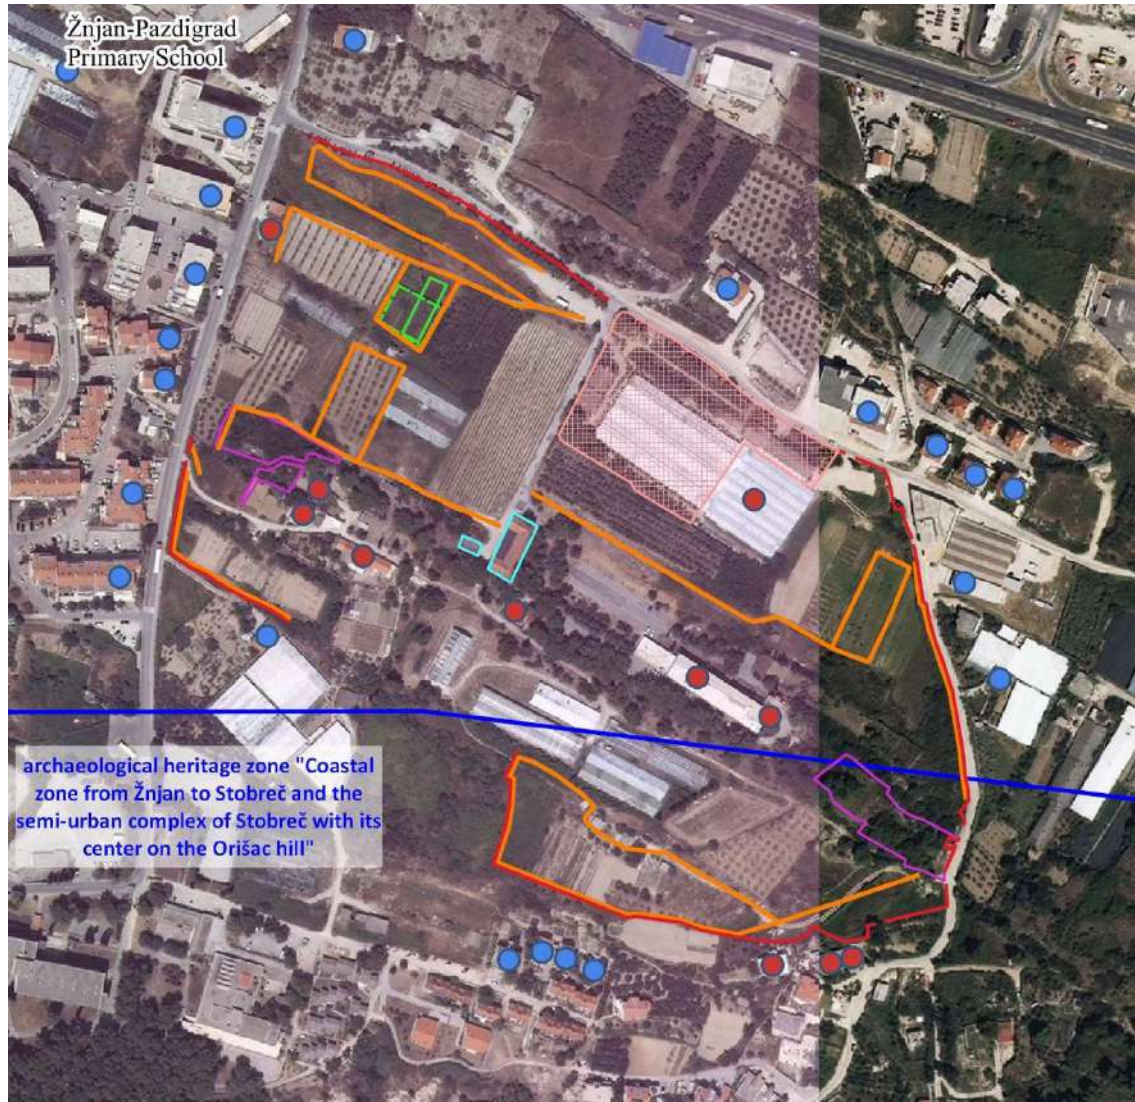 Žnjan-Pazdigrad
Primary School
archaeological heritage zone "Coastal
zone from Žnjan to Stobreč and the
semi-urban complex of Stobreč with its
center on the Orišac hill"